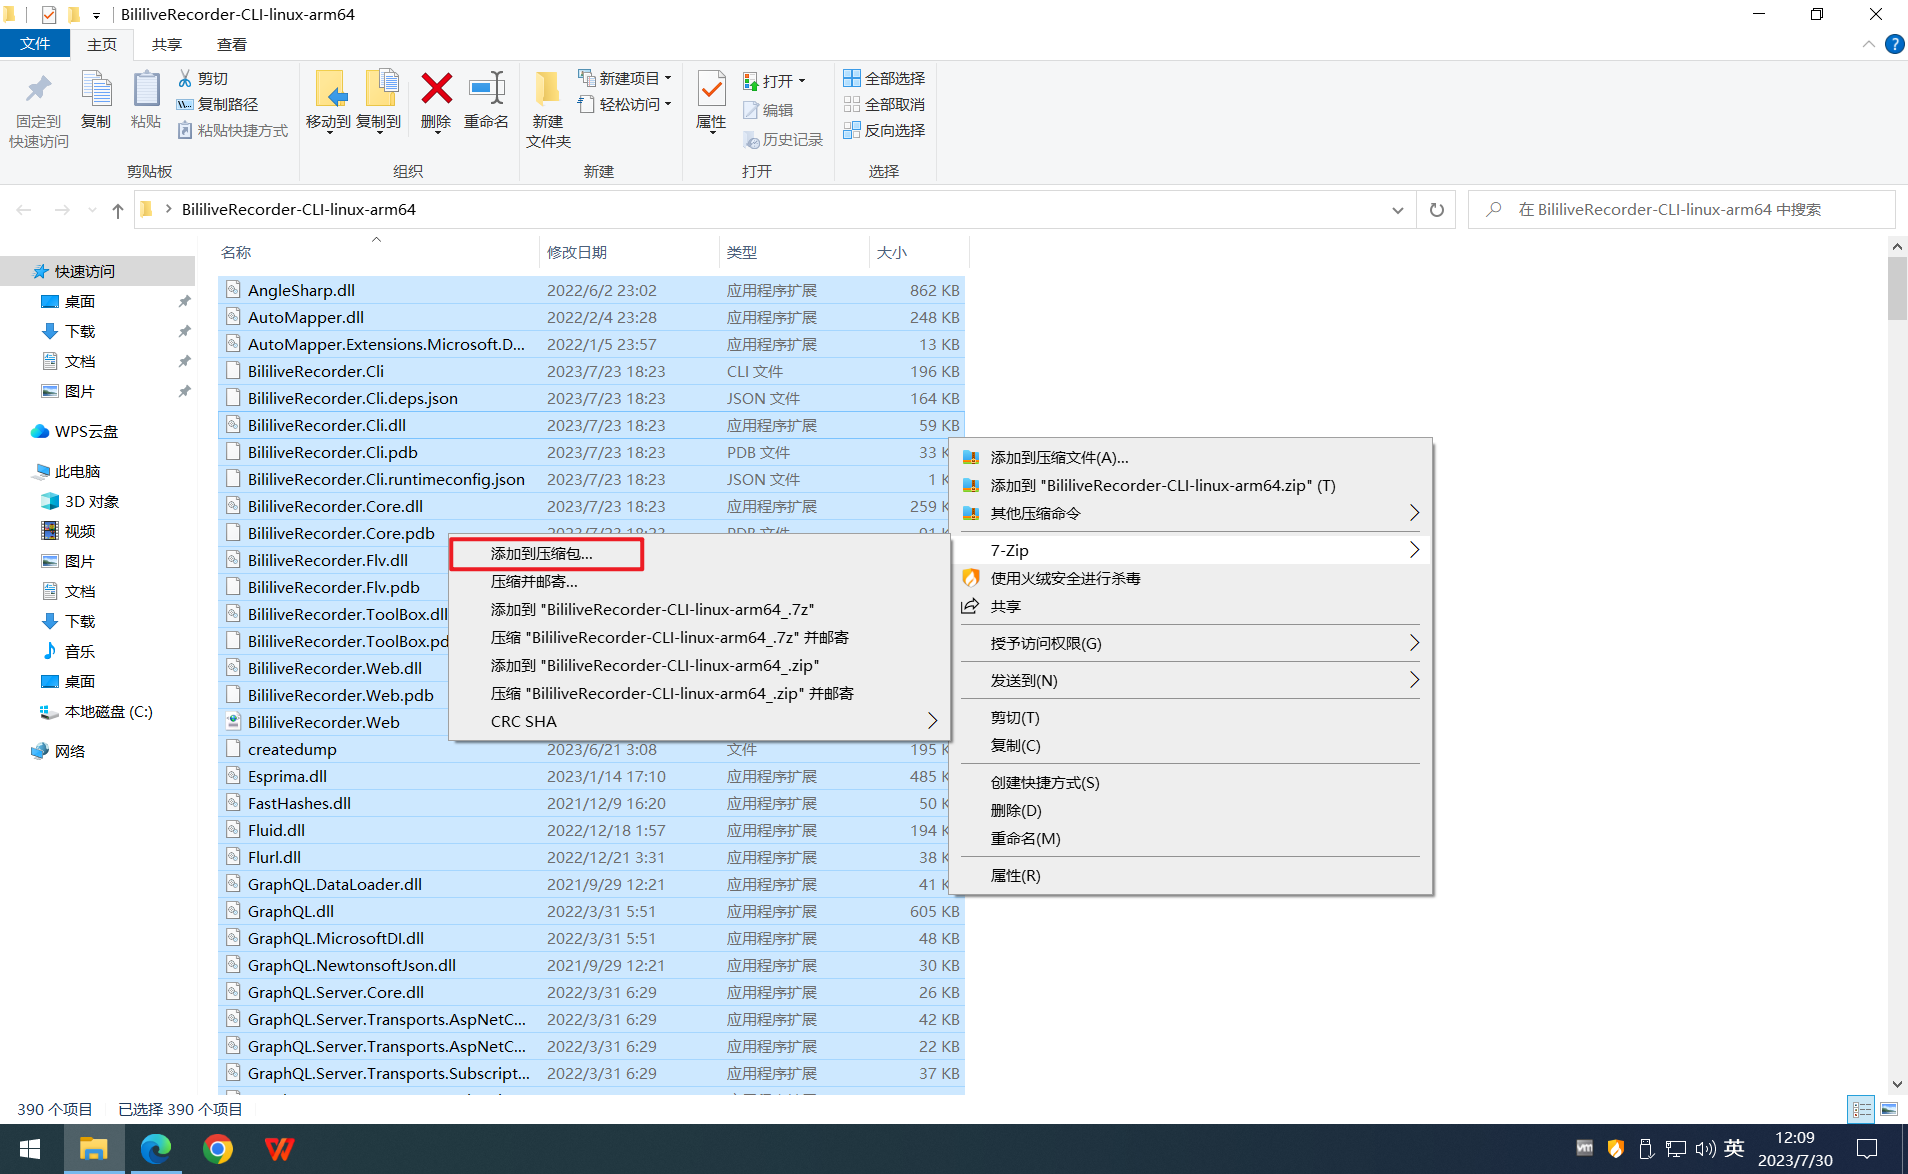 BililiveRecorder-CLI-linux-arm64
文件
主页
共享
查看
固定到
快速访问
复制
粘贴
剪切
复制路径
粘贴快捷方式
剪贴板
移动到
复制到
删除
重命名
组织
新建
文件夹
新建项目
轻松访问
新建
属性
打开
编辑
历史记录
打开
全部选择
全部取消
反向选择
选择
BililiveRecorder-CLI-linux-arm64
在 BililiveRecorder-CLI-linux-arm64 中搜索
快速访问
桌面
下载
文档
图片
WPS云盘
此电脑
3D 对象
视频
图片
文档
下载
音乐
桌面
本地磁盘 (C:)
网络
名称 修改日期 类型 大小
AngleSharp.dll 2022/6/2 23:02 应用程序扩展 862 KB
AutoMapper.dll 2022/2/4 23:28 应用程序扩展 248 KB
AutoMapper.Extensions.Microsoft.D... 2022/1/5 23:57 应用程序扩展 13 KB
BililiveRecorder.Cli 2023/7/23 18:23 CLI 文件 196 KB
BililiveRecorder.Cli.deps.json 2023/7/23 18:23 JSON 文件 164 KB
BililiveRecorder.Cli.dll 2023/7/23 18:23 应用程序扩展 59 KB
BililiveRecorder.Cli.pdb 2023/7/23 18:23 PDB 文件 33
BililiveRecorder.Cli.runtimeconfig.json 2023/7/23 18:23 JSON 文件 1
BililiveRecorder.Core.dll 2023/7/23 18:23 应用程序扩展 259
BililiveRecorder.Core.pdb 2023/7/23 18:23 PDB 文件 91
BililiveRecorder.Flv.dll
BililiveRecorder.Flv.pdb
BililiveRecorder.ToolBox.dll
BililiveRecorder.ToolBox.pd
BililiveRecorder.Web.dll
BililiveRecorder.Web.pdb
BililiveRecorder.Web
createdump 2023/6/21 3:08 文件 195
Esprima.dll 2023/1/14 17:10 应用程序扩展 485
FastHashes.dll 2021/12/9 16:20 应用程序扩展 50
Fluid.dll 2022/12/18 1:57 应用程序扩展 194
Flurl.dll 2022/12/21 3:31 应用程序扩展 38
GraphQL.DataLoader.dll 2021/9/29 12:21 应用程序扩展 41
GraphQL.dll 2022/3/31 5:51 应用程序扩展 605 KB
GraphQL.MicrosoftDI.dll 2022/3/31 5:51 应用程序扩展 48 KB
GraphQL.NewtonsoftJson.dll 2021/9/29 12:21 应用程序扩展 30 KB
GraphQL.Server.Core.dll 2022/3/31 6:29 应用程序扩展 26 KB
GraphQL.Server.Transports.AspNetC... 2022/3/31 6:29 应用程序扩展 42 KB
GraphQL.Server.Transports.AspNetC... 2022/3/31 6:29 应用程序扩展 22 KB
GraphQL.Server.Transports.Subscript... 2022/3/31 6:29 应用程序扩展 37 KB
添加到压缩包...
压缩并邮寄...
添加到 "BililiveRecorder-CLI-linux-arm64_.7z"
压缩 "BililiveRecorder-CLI-linux-arm64_.7z" 并邮寄
添加到 "BililiveRecorder-CLI-linux-arm64_.zip"
压缩 "BililiveRecorder-CLI-linux-arm64_.zip" 并邮寄
CRC SHA
添加到压缩文件(A)...
添加到 "BililiveRecorder-CLI-linux-arm64.zip" (T)
其他压缩命令
7-Zip
使用火绒安全进行杀毒
共享
授予访问权限(G)
发送到(N)
剪切(T)
复制(C)
创建快捷方式(S)
删除(D)
重命名(M)
属性(R)
390 个项目 已选择 390 个项目
英
12:09
2023/7/30